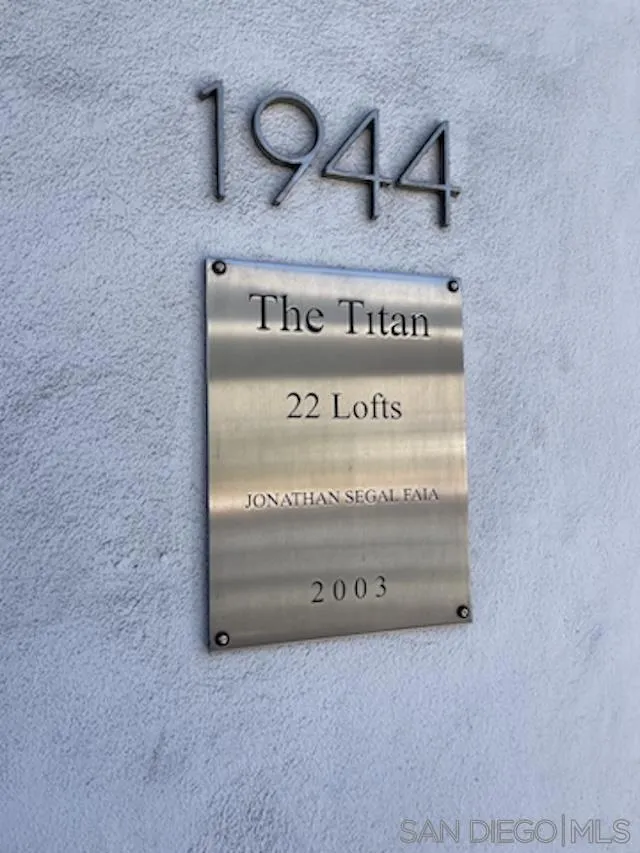 1944
The Titan
22 Lofts
JONATHAN SEGAL FAIA
2003
SAN DIEGO|MLS